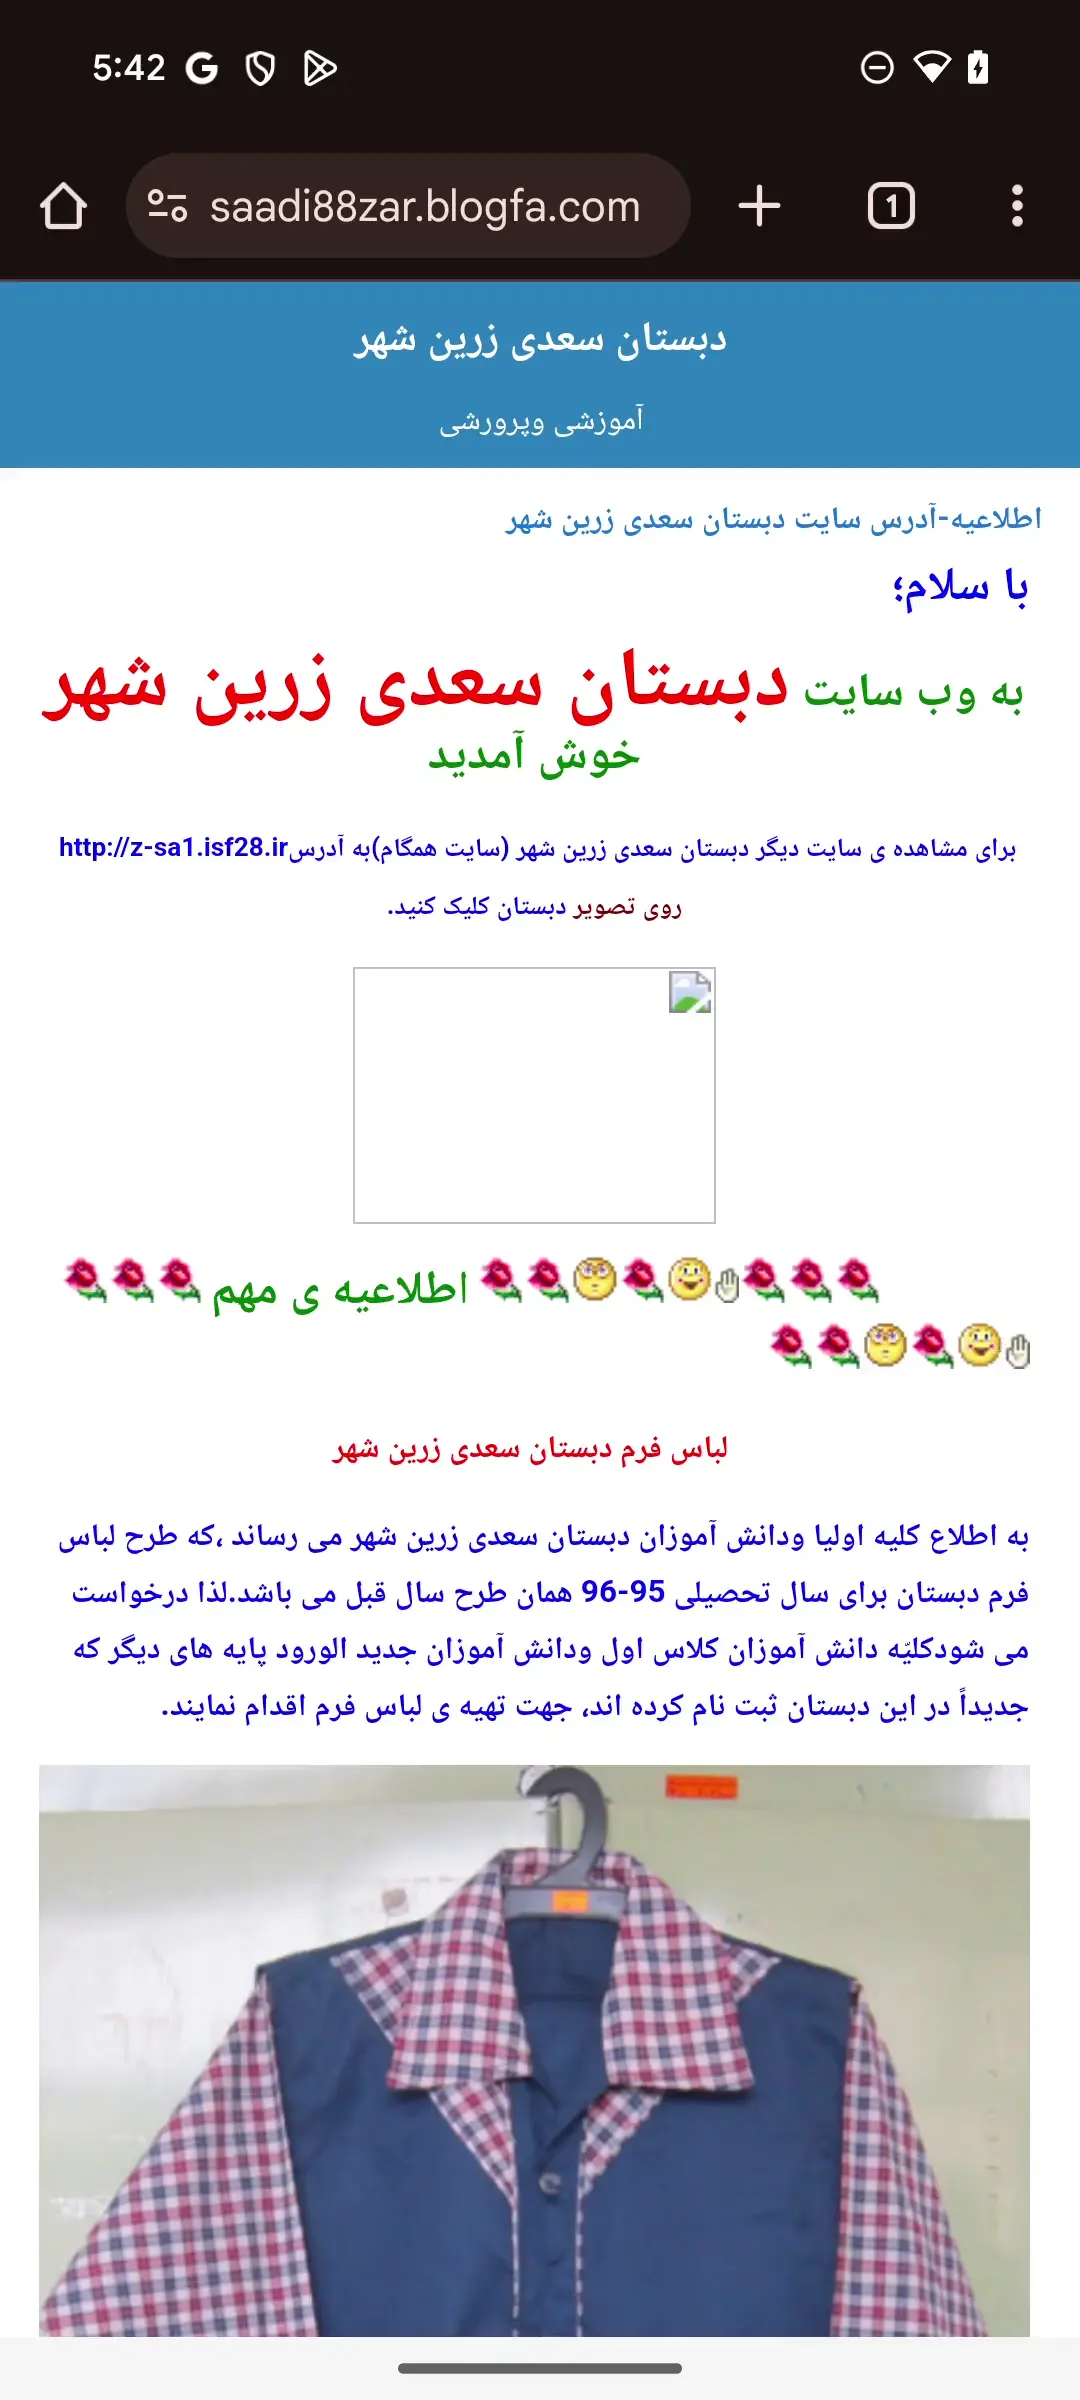 5:42
saadi88zar.blogfa.com
1
دبستان سعدی زرین شهر
آموزشی وپرورشی
اطلاعیه-آدرس سایت دبستان سعدی زرین شهر
با سلام؛
به وب سایت دبستان سعدی زرین شهر
خوش آمدید
برای مشاهده ی سایت دیگر دبستان سعدی زرین شهر (سایت همگام)به آدرسhttp://z-sa1.isf28.ir
روی تصویر دبستان کلیک کنید.
اطلاعیه ی مهم
لباس فرم دبستان سعدی زرین شهر
به اطلاع کلیه اولیا ودانش آموزان دبستان سعدی زرین شهر می رساند ،که طرح لباس
فرم دبستان برای سال تحصیلی 95-96 همان طرح سال قبل می باشد.لذا درخواست
می شودکلیّه دانش آموزان کلاس اول ودانش آموزان جدید الورود پایه های دیگر که
جدیداً در این دبستان ثبت نام کرده اند، جهت تهیه ی لباس فرم اقدام نمایند.